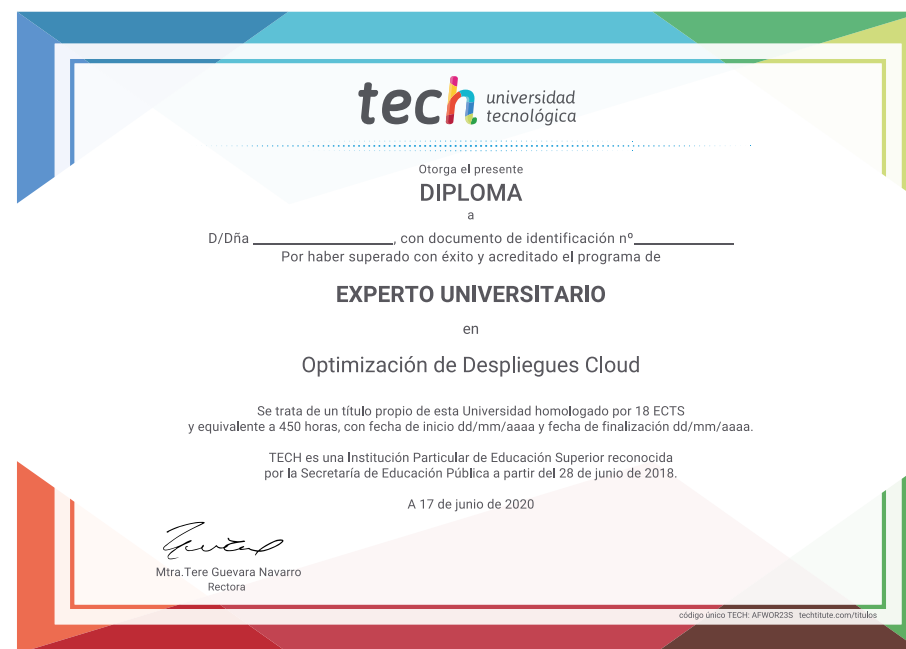 tech universidad
tecnológica
Otorga el presente
DIPLOMA
a
D/Dña ____________________, con documento de identificación nº______________
Por haber superado con éxito y acreditado el programa de
EXPERTO UNIVERSITARIO
en
Optimización de Despliegues Cloud
Se trata de un título propio de esta Universidad homologado por 18 ECTS
y equivalente a 450 horas, con fecha de inicio dd/mm/aaaa y fecha de finalización dd/mm/aaaa.
TECH es una Institución Particular de Educación Superior reconocida
por la Secretaría de Educación Pública a partir del 28 de junio de 2018.
A 17 de junio de 2020
Mtra.Tere Guevara Navarro
Rectora
código único TECH: AFWOR23S techtitute.com/titulos